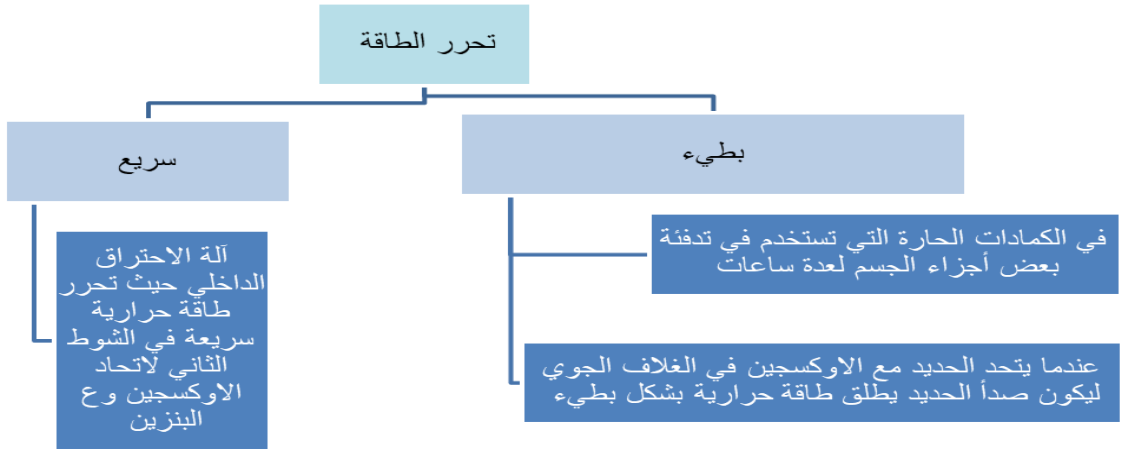 تحرر الطاقة
بطيء
في الكمادات الحارة التي تستخدم في تدفئة
بعض أجزاء الجسم لعدة ساعات
عندما يتحد الحديد مع الاوكسجين في الغلاف الجوي
ليكون صدأ الحديد يطلق طاقة حرارية بشكل بطيء
سريع
آلة الاحتراق
الداخلي حيث تحرر
طاقة حرارية
سريعة في الشوط
الثاني لاتحاد
الاوكسجين وع
البنزين